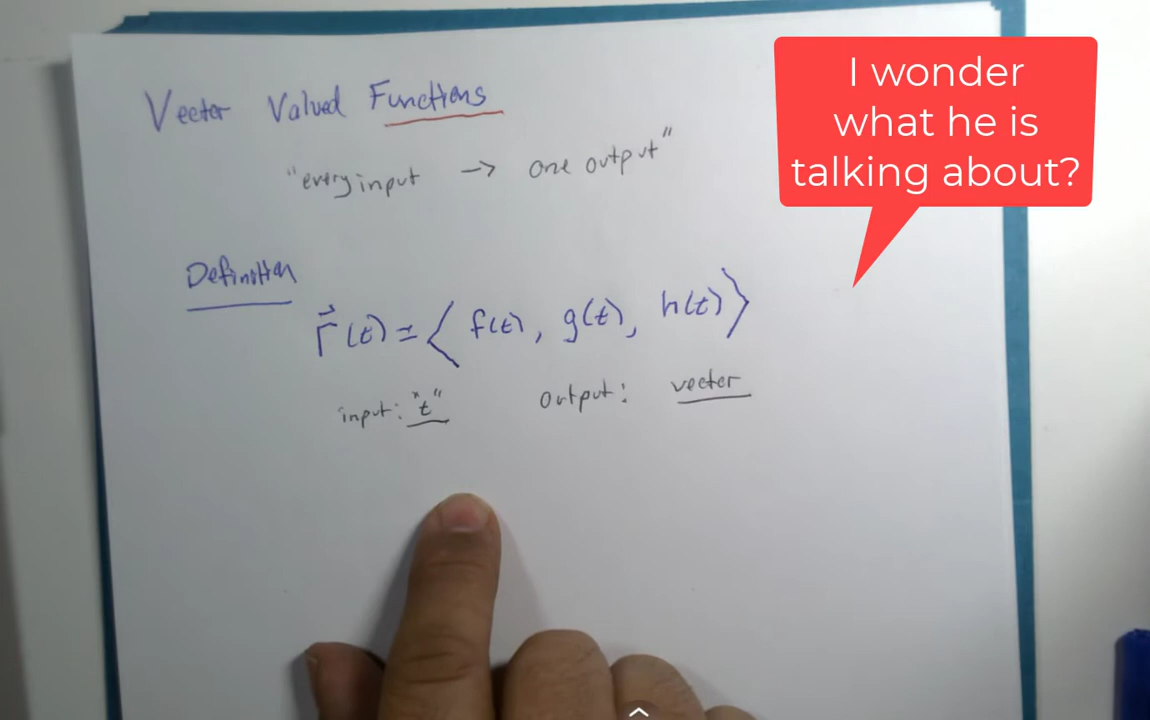 Vector Valued Functions
"every input -> one output"
Definition
r⃗(t) = ⟨ f(t), g(t), h(t)⟩
input: "t" output: vector
I wonder
what he is
talking about?